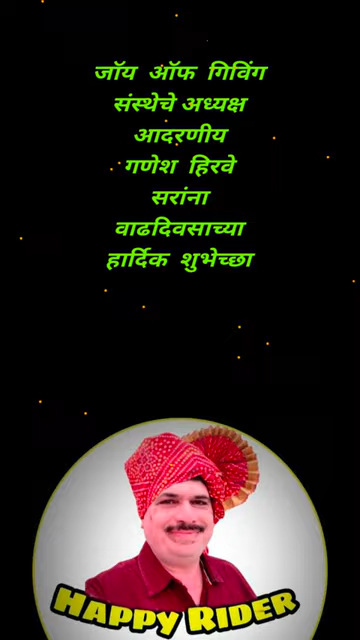 जॉय ऑफ गिविंग
संस्थेचे अध्यक्ष
आदरणीय
गणेश हिरवे
सरांना
वाढदिवसाच्या
हार्दिक शुभेच्छा
HAPPY RIDER